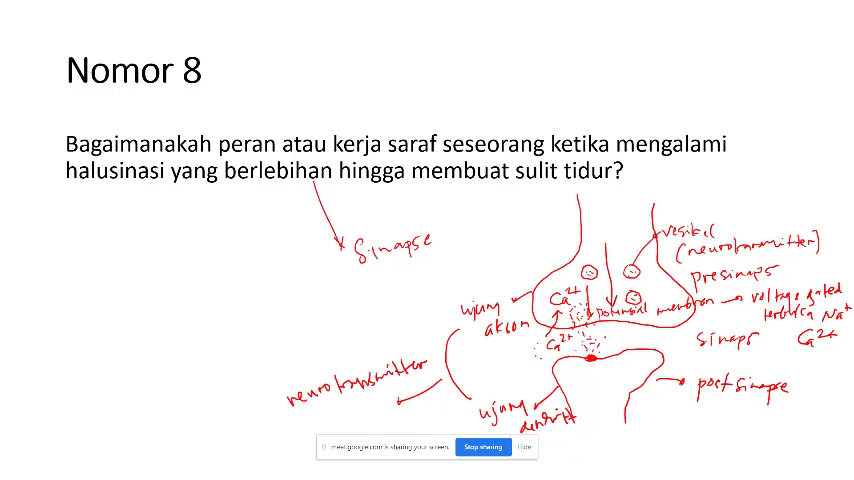 Nomor 8
Bagaimanakah peran atau kerja saraf seseorang ketika mengalami
halusinasi yang berlebihan hingga membuat sulit tidur?
Sinapse
vesikel
(neurotransmitter)
presinaps
Ca2+
ujung
akson
potensial membran
voltage gated
terbuka Na+
Ca2+
Ca2+
sinaps
neurotransmitter
post sinapse
ujung
dendrit
meet.google.com is sharing your screen.
Stop sharing
Hide